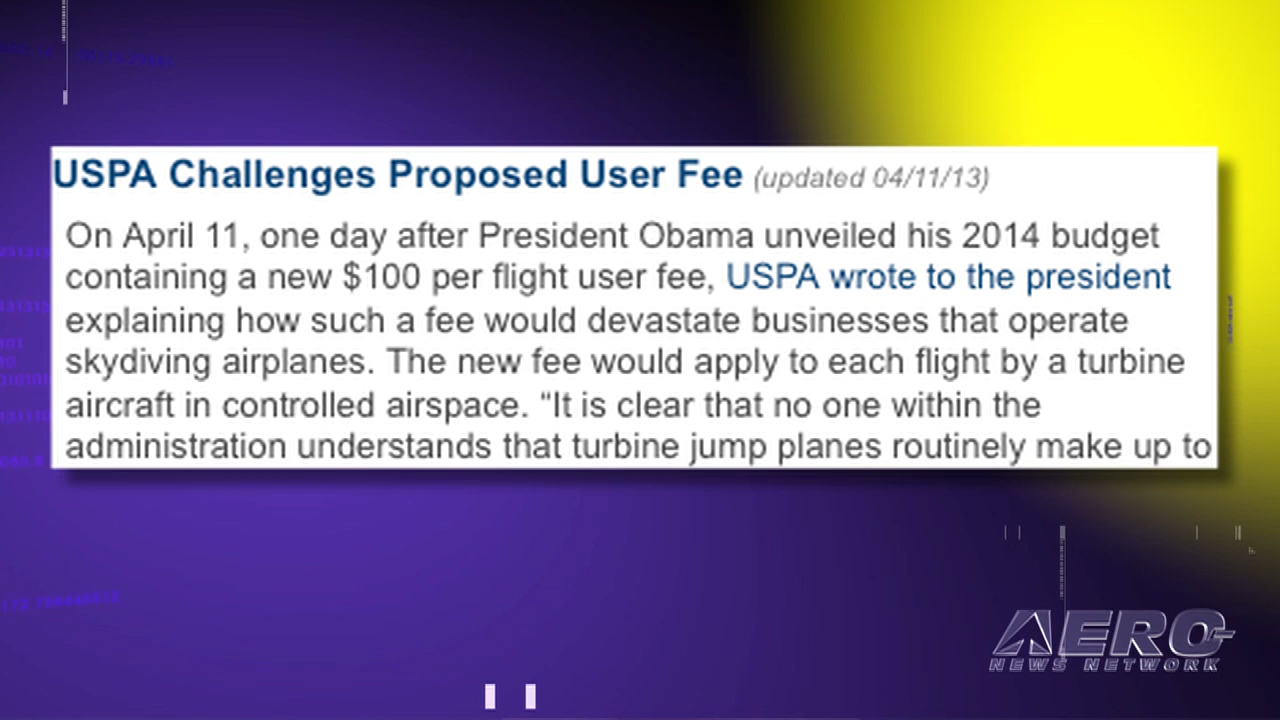 USPA Challenges Proposed User Fee (updated 04/11/13)
On April 11, one day after President Obama unveiled his 2014 budget
containing a new $100 per flight user fee, USPA wrote to the president
explaining how such a fee would devastate businesses that operate
skydiving airplanes. The new fee would apply to each flight by a turbine
aircraft in controlled airspace. “It is clear that no one within the
administration understands that turbine jump planes routinely make up to
AERO-
NEWS NETWORK